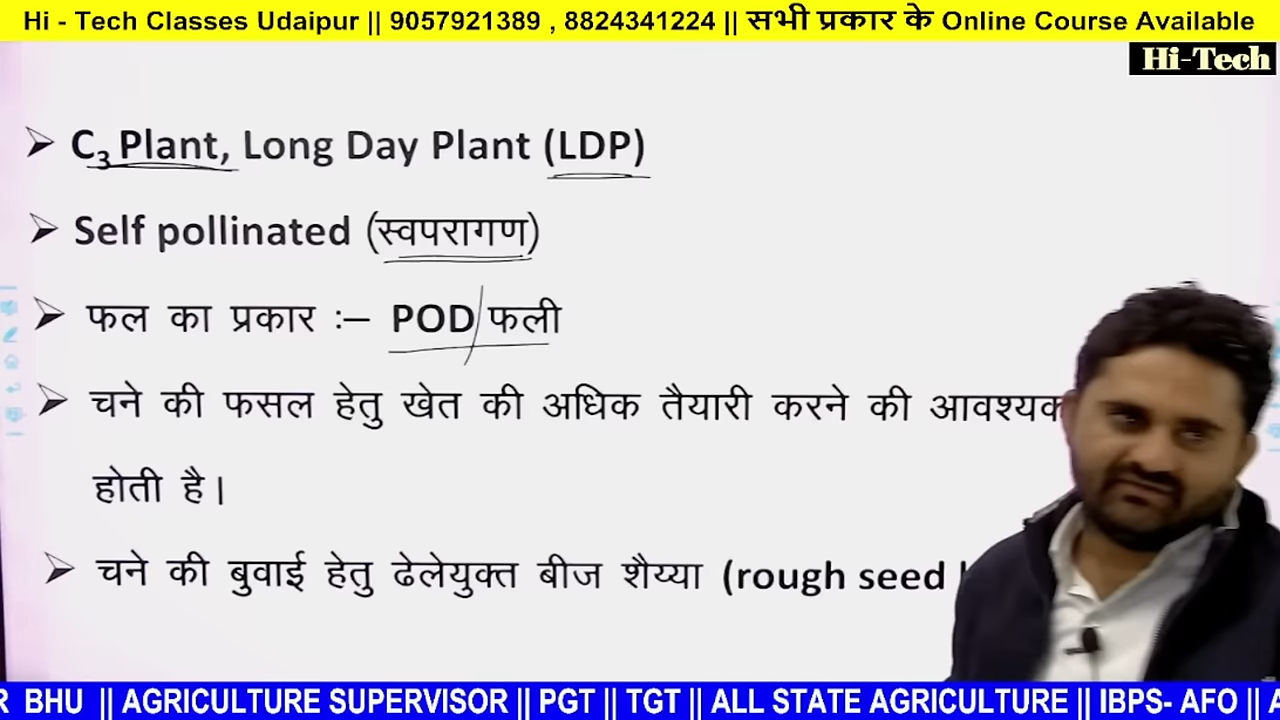 Hi - Tech Classes Udaipur || 9057921389 , 8824341224 || सभी प्रकार के Online Course Available
Hi-Tech
➢ C₃ Plant, Long Day Plant (LDP)
➢ Self pollinated (स्वपरागण)
➢ फल का प्रकार :– POD/फली
➢ चने की फसल हेतु खेत की अधिक तैयारी करने की
होती है।
➢ चने की बुवाई हेतु ढेलेयुक्त बीज शैय्या (rough seed
BHU || AGRICULTURE SUPERVISOR || PGT || TGT || ALL STATE AGRICULTURE || IBPS- AFO ||